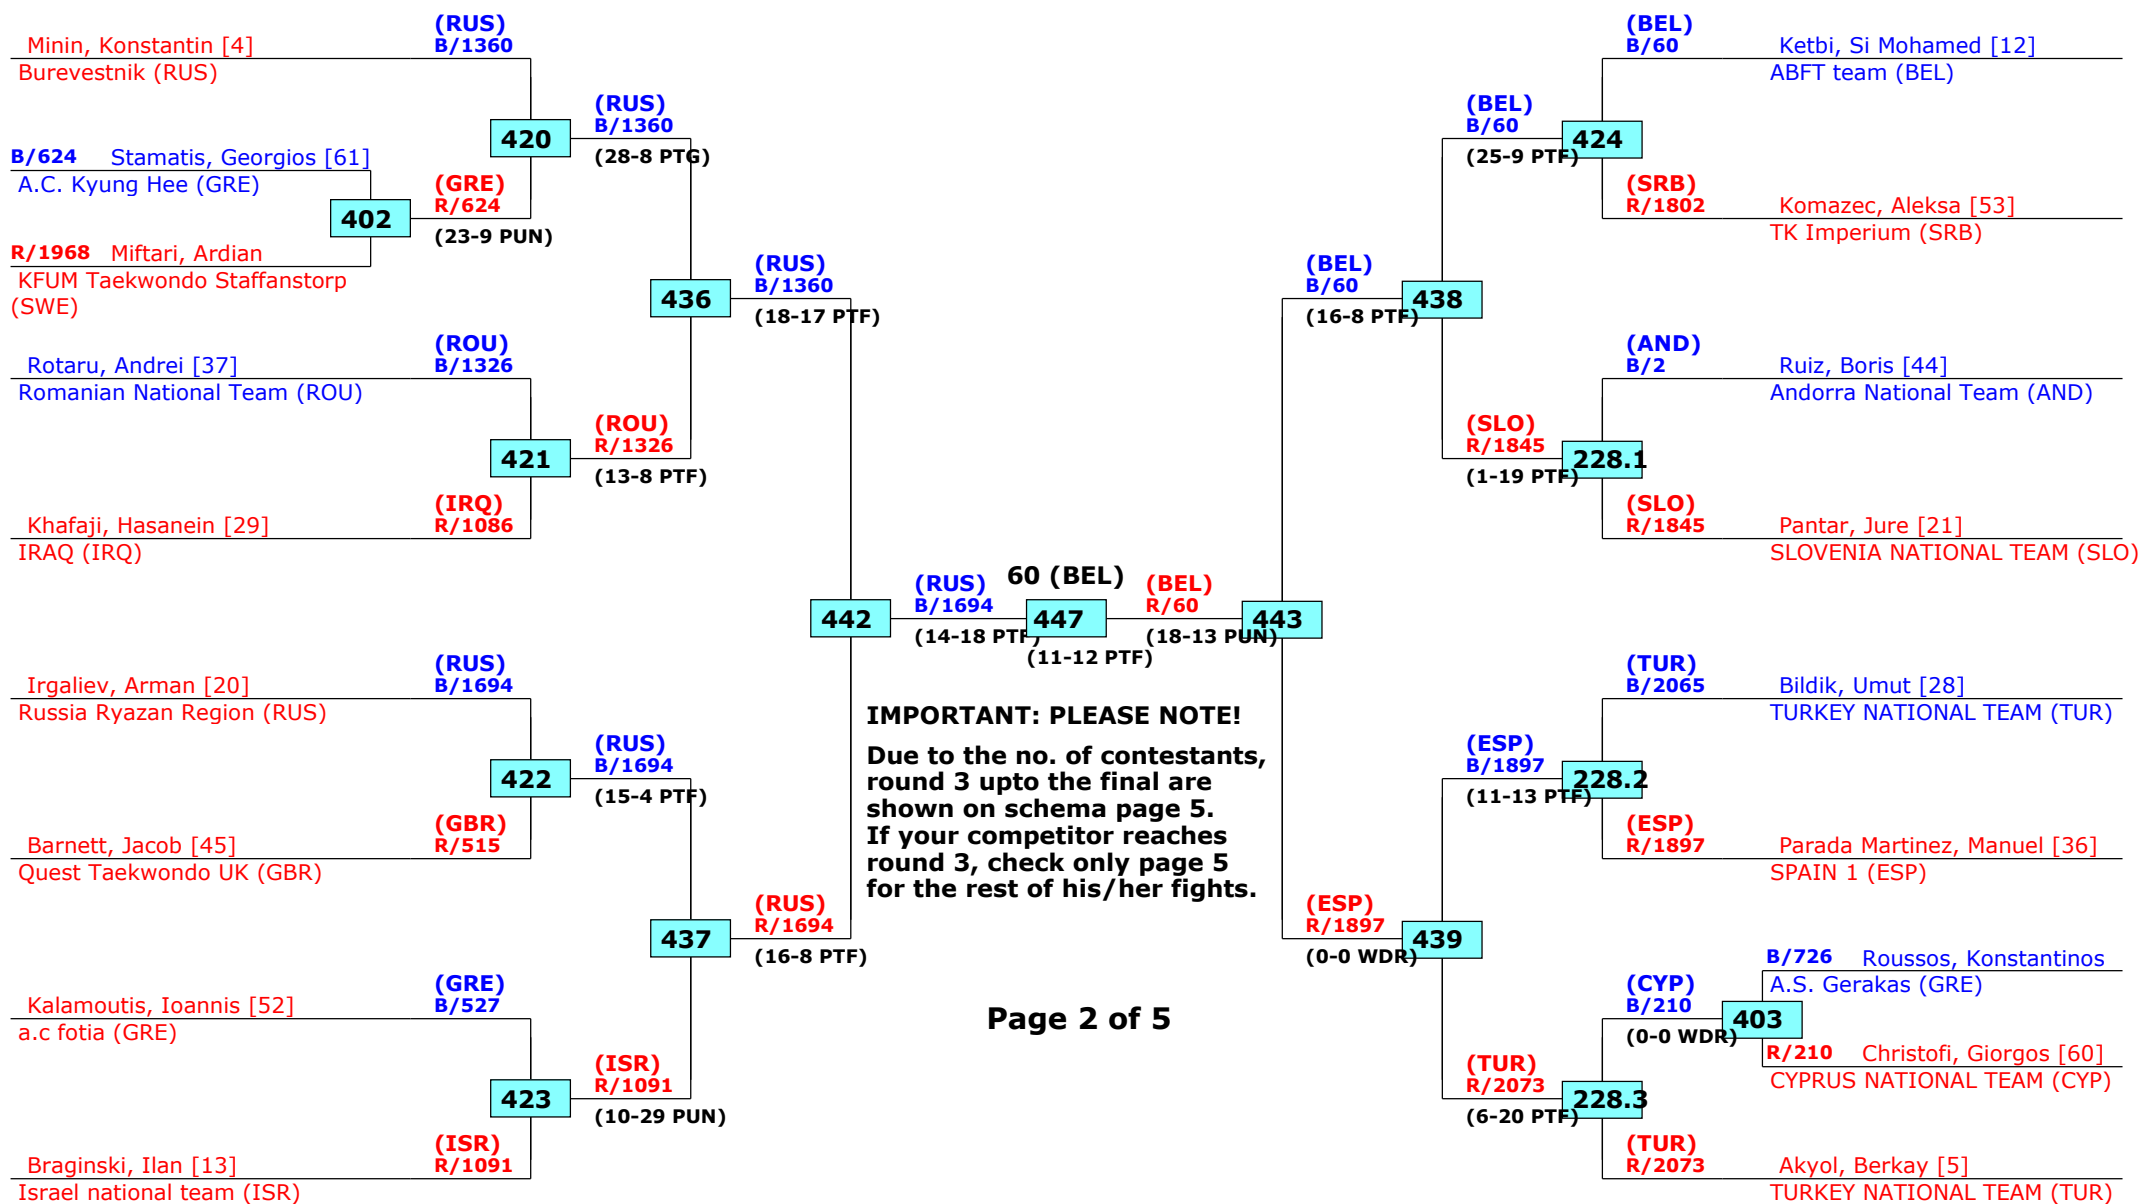 Minin, Konstantin [4]
Burevestnik (RUS)
(RUS)
B/1360
B/624 Stamatis, Georgios [61]
A.C. Kyung Hee (GRE)
402
R/1968 Miftari, Ardian
KFUM Taekwondo Staffanstorp
(SWE)
(GRE)
R/624
(23-9 PUN)
420
(RUS)
B/1360
(28-8 PTG)
Rotaru, Andrei [37]
Romanian National Team (ROU)
(ROU)
B/1326
421
Khafaji, Hasanein [29]
IRAQ (IRQ)
(IRQ)
R/1086
(ROU)
R/1326
(13-8 PTF)
436
(RUS)
B/1360
(18-17 PTF)
Irgaliev, Arman [20]
Russia Ryazan Region (RUS)
(RUS)
B/1694
422
Barnett, Jacob [45]
Quest Taekwondo UK (GBR)
(GBR)
R/515
(RUS)
B/1694
(15-4 PTF)
Kalamoutis, Ioannis [52]
a.c fotia (GRE)
(GRE)
B/527
423
Braginski, Ilan [13]
Israel national team (ISR)
(ISR)
R/1091
(ISR)
R/1091
(10-29 PUN)
437
(RUS)
R/1694
(16-8 PTF)
442
(RUS)
B/1694
(14-18 PTF)
60 (BEL)
447
(11-12 PTF)
(BEL)
R/60
(18-13 PUN)
443
IMPORTANT: PLEASE NOTE!
Due to the no. of contestants,
round 3 upto the final are
shown on schema page 5.
If your competitor reaches
round 3, check only page 5
for the rest of his/her fights.
Page 2 of 5
(BEL)
B/60
Ketbi, Si Mohamed [12]
ABFT team (BEL)
424
(BEL)
B/60
(25-9 PTF)
(SRB)
R/1802
Komazec, Aleksa [53]
TK Imperium (SRB)
(BEL)
B/60
(16-8 PTF)
438
(AND)
B/2
Ruiz, Boris [44]
Andorra National Team (AND)
(SLO)
R/1845
(1-19 PTF)
228.1
(SLO)
R/1845
Pantar, Jure [21]
SLOVENIA NATIONAL TEAM (SLO)
(TUR)
B/2065
Bildik, Umut [28]
TURKEY NATIONAL TEAM (TUR)
(ESP)
B/1897
(11-13 PTF)
228.2
(ESP)
R/1897
Parada Martinez, Manuel [36]
SPAIN 1 (ESP)
(ESP)
R/1897
(0-0 WDR)
439
B/726 Roussos, Konstantinos
A.S. Gerakas (GRE)
(CYP)
B/210
(0-0 WDR)
403
R/210 Christofi, Giorgos [60]
CYPRUS NATIONAL TEAM (CYP)
(TUR)
R/2073
(6-20 PTF)
228.3
(TUR)
R/2073
Akyol, Berkay [5]
TURKEY NATIONAL TEAM (TUR)